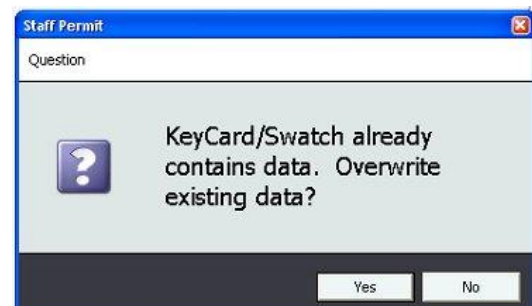 Staff Permit
Question
KeyCard/Swatch already
contains data. Overwrite
existing data?
Yes No